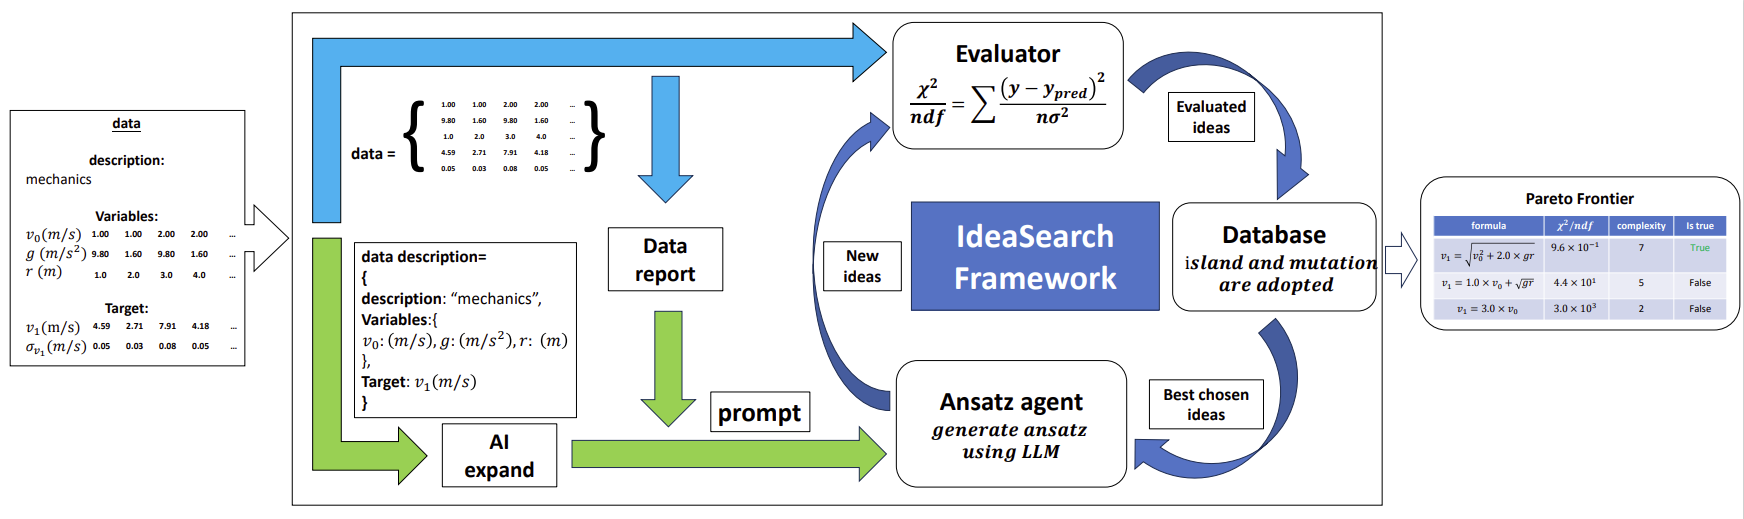 data
description:
mechanics
Variables:
v₀(m/s) 1.00 1.00 2.00 2.00 ...
g (m/s²) 9.80 1.60 9.80 1.60 ...
r (m) 1.0 2.0 3.0 4.0 ...
Target:
v₁(m/s) 4.59 2.71 7.91 4.18 ...
σ_v₁(m/s) 0.05 0.03 0.08 0.05 ...
data = {
1.00 1.00 2.00 2.00 ...
9.80 1.60 9.80 1.60 ...
1.0 2.0 3.0 4.0 ...
4.59 2.71 7.91 4.18 ...
0.05 0.03 0.08 0.05 ...
}
data description=
{
description: “mechanics”,
Variables:{
v₀: (m/s), g: (m/s²), r: (m)
},
Target: v₁(m/s)
}
AI
expand
Data
report
prompt
Evaluator
χ²/ndf = ∑ (y − y_pred)²/nσ²
Evaluated
ideas
New
ideas
IdeaSearch
Framework
Database
island and mutation
are adopted
Best chosen
ideas
Ansatz agent
generate ansatz
using LLM
Pareto Frontier
formula χ²/ndf complexity Is true
v₁ = √(v₀² + 2.0 × gr) 9.6 × 10⁻¹ 7 True
v₁ = 1.0 × v₀ + √gr 4.4 × 10¹ 5 False
v₁ = 3.0 × v₀ 3.0 × 10³ 2 False